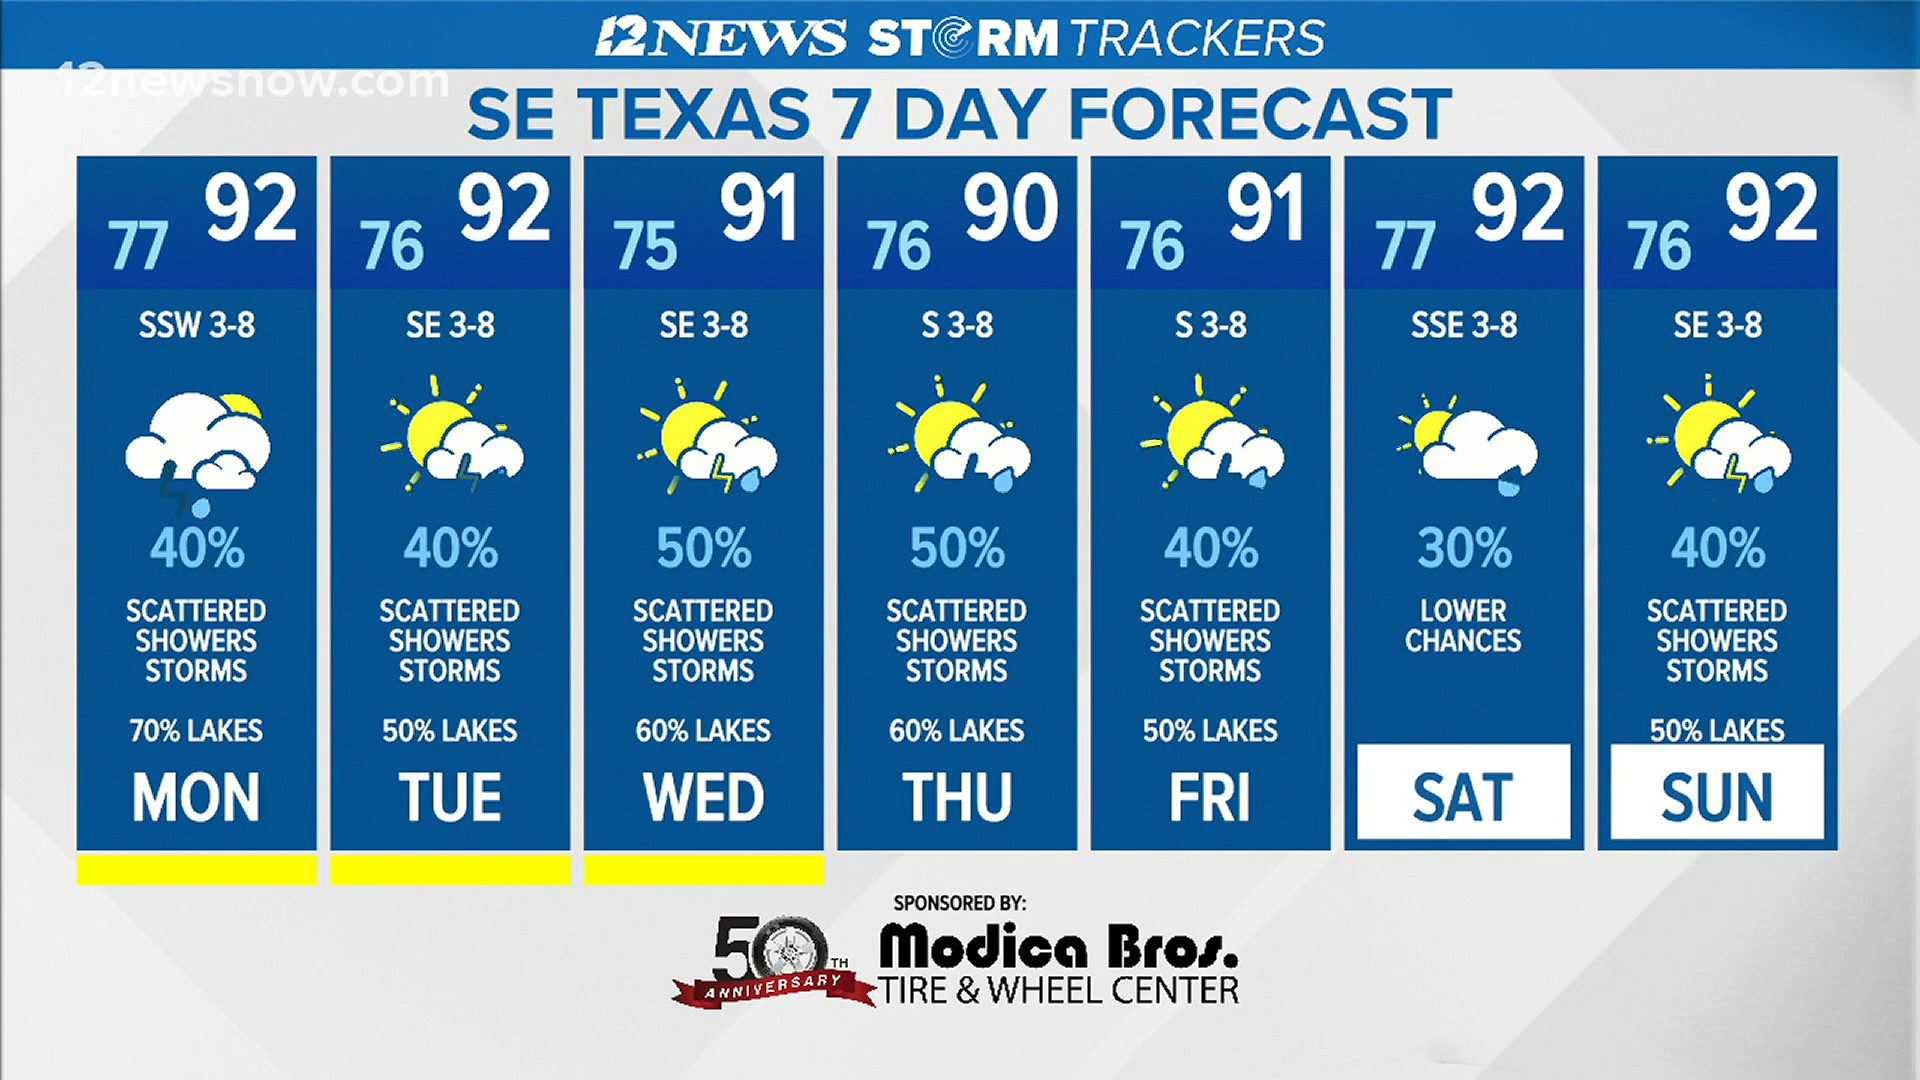 12NEWS STORM TRACKERS
12newsnow.com
SE TEXAS 7 DAY FORECAST
77 92
SSW 3-8
40%
SCATTERED
SHOWERS
STORMS
70% LAKES
MON
76 92
SE 3-8
40%
SCATTERED
SHOWERS
STORMS
50% LAKES
TUE
75 91
SE 3-8
50%
SCATTERED
SHOWERS
STORMS
60% LAKES
WED
76 90
S 3-8
50%
SCATTERED
SHOWERS
STORMS
60% LAKES
THU
76 91
S 3-8
40%
SCATTERED
SHOWERS
STORMS
50% LAKES
FRI
77 92
SSE 3-8
30%
LOWER
CHANCES
SAT
76 92
SE 3-8
40%
SCATTERED
SHOWERS
STORMS
50% LAKES
SUN
SPONSORED BY:
50TH
ANNIVERSARY
Modica Bros.
TIRE & WHEEL CENTER